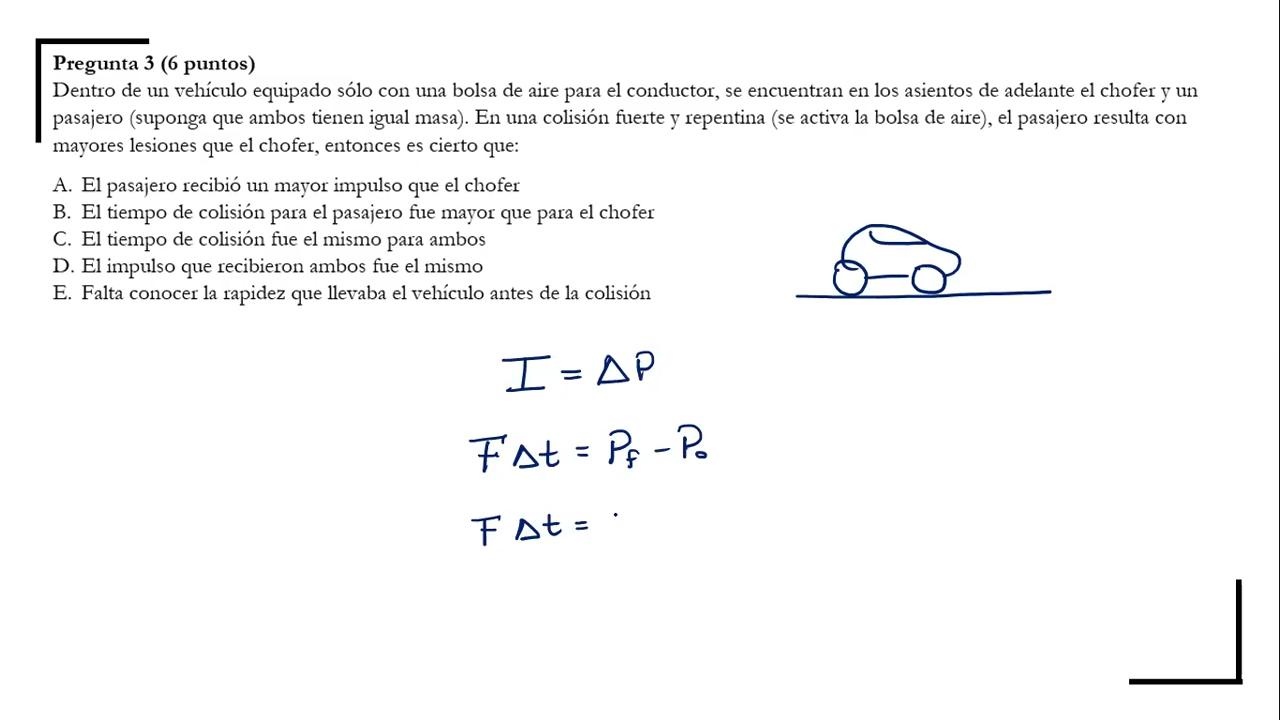 Pregunta 3 (6 puntos)
Dentro de un vehículo equipado sólo con una bolsa de aire para el conductor, se encuentran en los asientos de adelante el chofer y un
pasajero (suponga que ambos tienen igual masa). En una colisión fuerte y repentina (se activa la bolsa de aire), el pasajero resulta con
mayores lesiones que el chofer, entonces es cierto que:
A. El pasajero recibió un mayor impulso que el chofer
B. El tiempo de colisión para el pasajero fue mayor que para el chofer
C. El tiempo de colisión fue el mismo para ambos
D. El impulso que recibieron ambos fue el mismo
E. Falta conocer la rapidez que llevaba el vehículo antes de la colisión
I = ΔP
F Δt = Pf - P₀
F Δt =